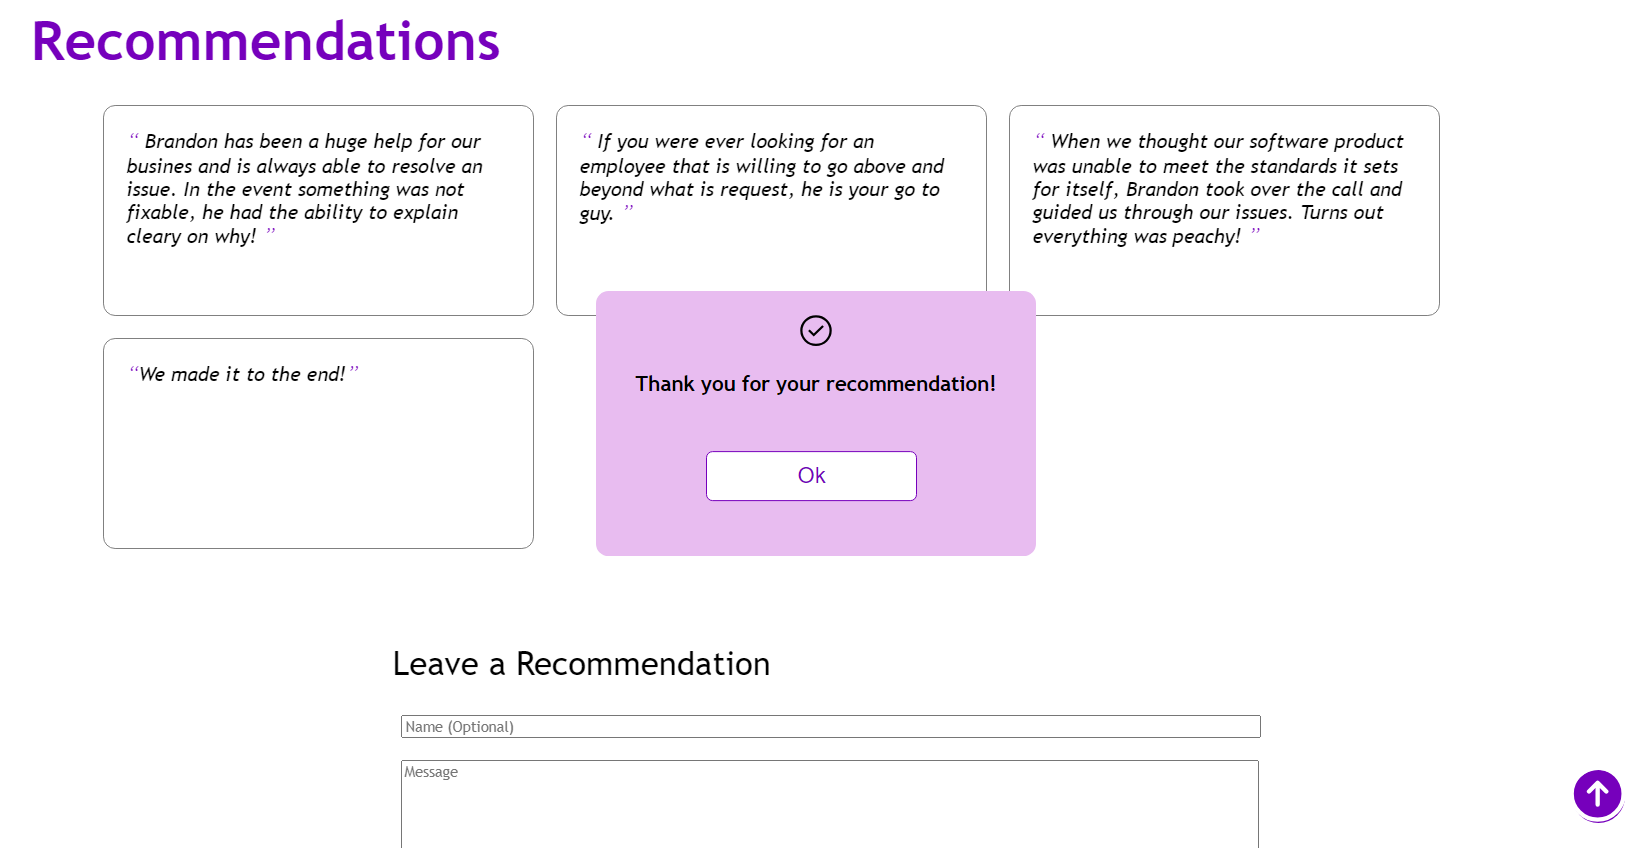 Recommendations
“ Brandon has been a huge help for our
busines and is always able to resolve an
issue. In the event something was not
fixable, he had the ability to explain
cleary on why! ”
“ If you were ever looking for an
employee that is willing to go above and
beyond what is request, he is your go to
guy. ”
“ When we thought our software product
was unable to meet the standards it sets
for itself, Brandon took over the call and
guided us through our issues. Turns out
everything was peachy! ”
“We made it to the end!”
Thank you for your recommendation!
Ok
Leave a Recommendation
Name (Optional)
Message